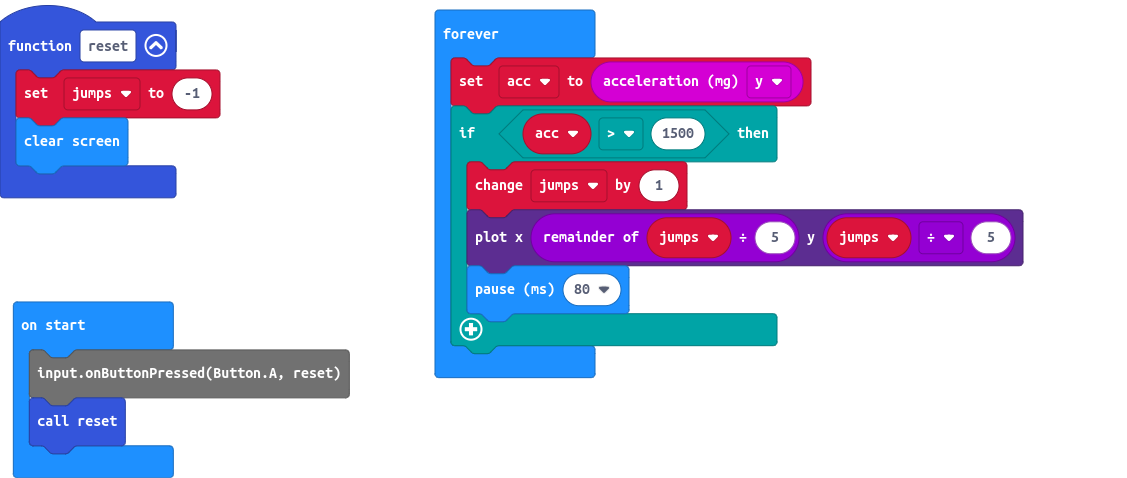 function reset
set jumps to -1
clear screen
on start
input.onButtonPressed(Button.A, reset)
call reset
forever
set acc to acceleration (mg) y
if acc > 1500 then
change jumps by 1
plot x remainder of jumps ÷ 5 y jumps ÷ 5
pause (ms) 80